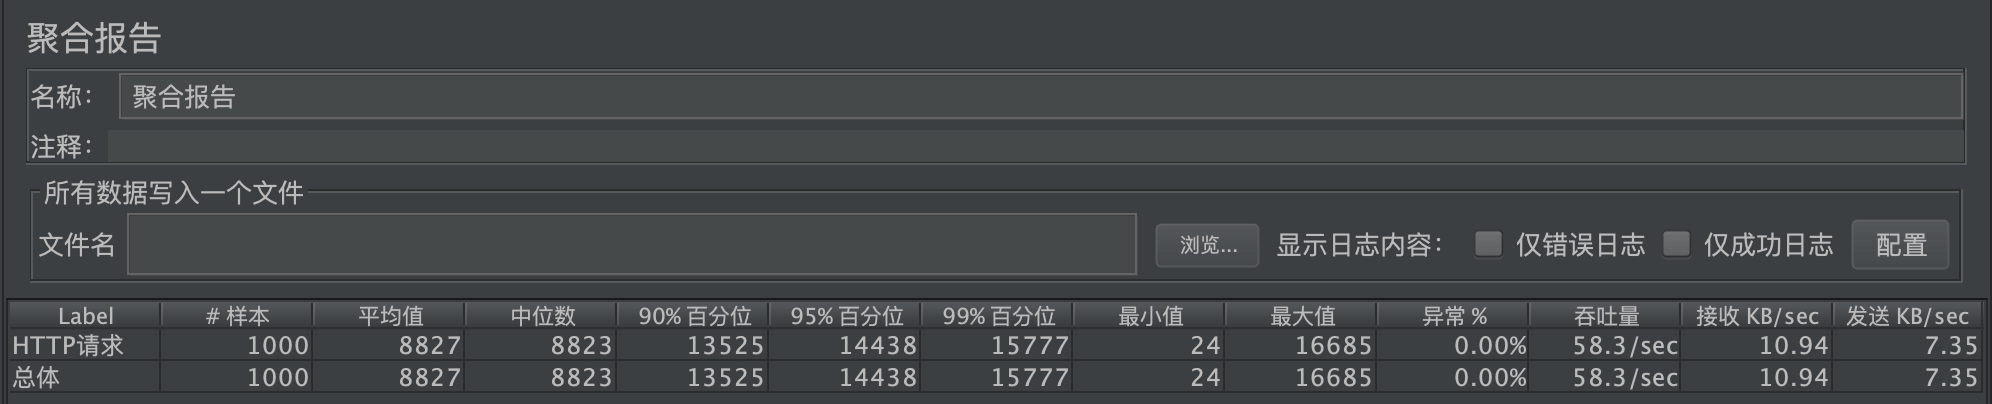 聚合报告
名称： 聚合报告
注释：
所有数据写入一个文件
文件名 浏览... 显示日志内容： 仅错误日志 仅成功日志 配置
Label # 样本 平均值 中位数 90% 百分位 95% 百分位 99% 百分位 最小值 最大值 异常 % 吞吐量 接收 KB/sec 发送 KB/sec
HTTP请求 1000 8827 8823 13525 14438 15777 24 16685 0.00% 58.3/sec 10.94 7.35
总体 1000 8827 8823 13525 14438 15777 24 16685 0.00% 58.3/sec 10.94 7.35